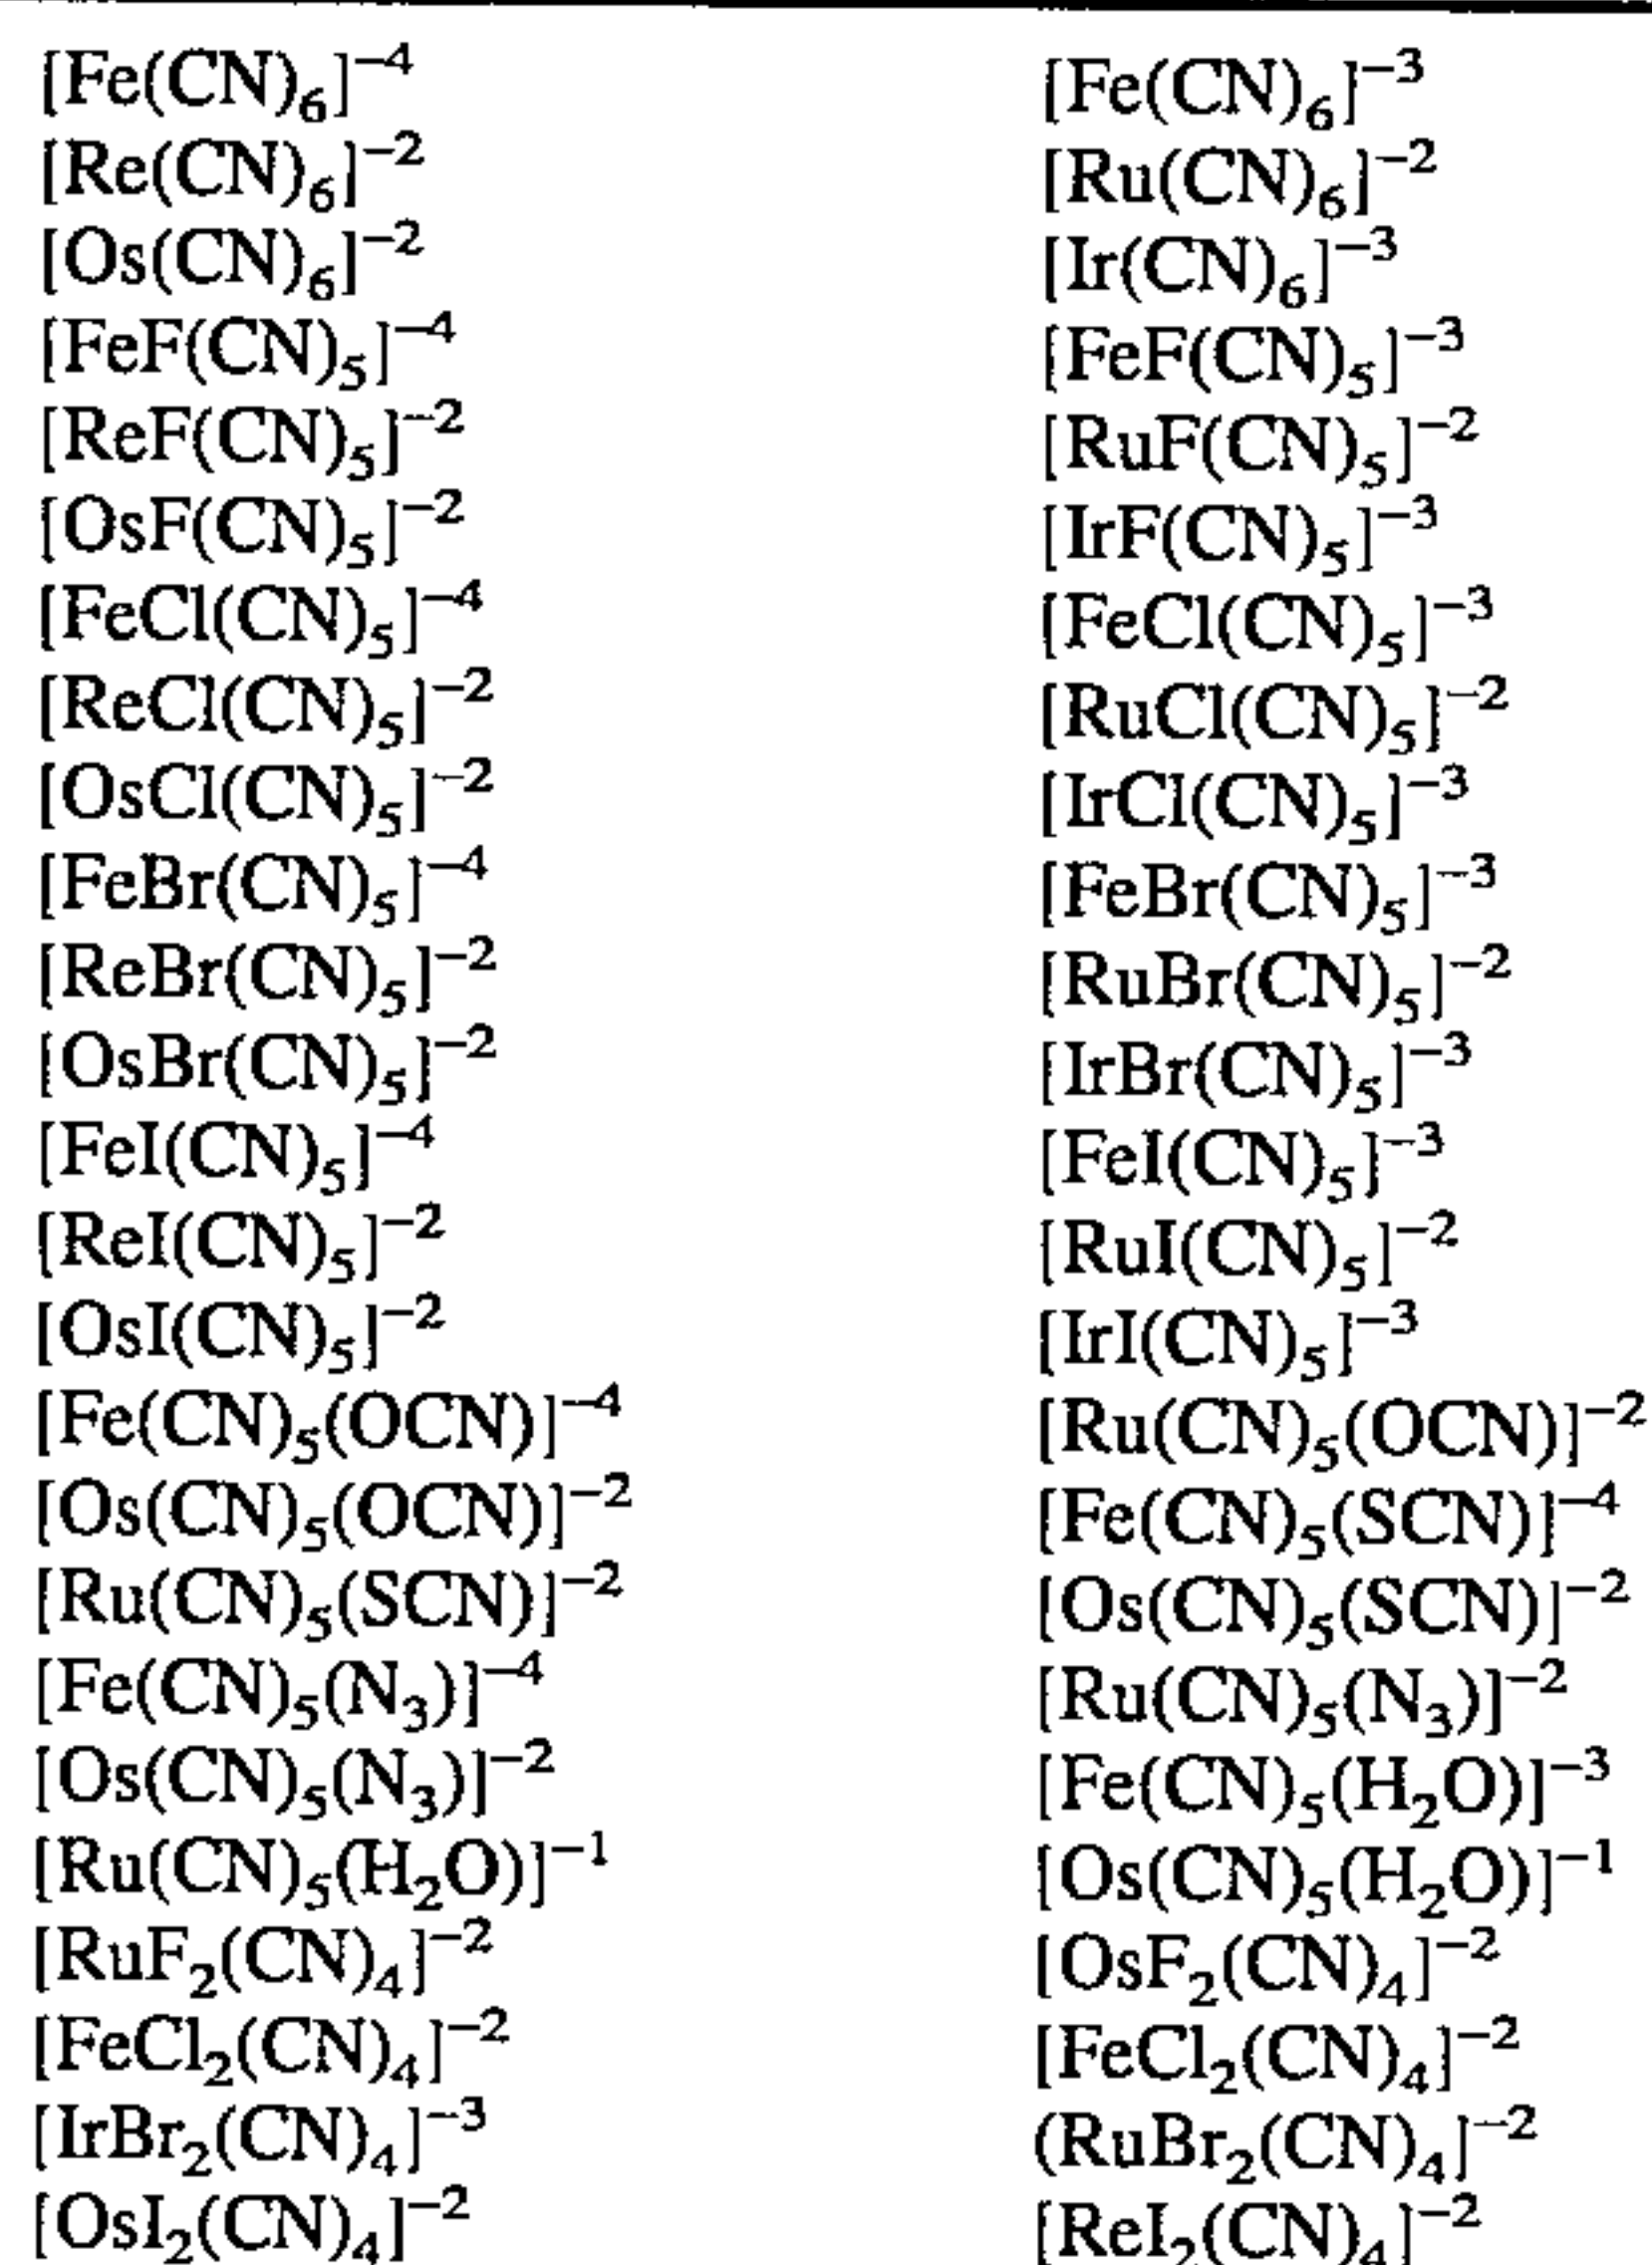 [Fe(CN)₆]⁻⁴ [Fe(CN)₆]⁻³
[Re(CN)₆]⁻² [Ru(CN)₆]⁻²
[Os(CN)₆]⁻² [Ir(CN)₆]⁻³
[FeF(CN)₅]⁻⁴ [FeF(CN)₅]⁻³
[ReF(CN)₅]⁻² [RuF(CN)₅]⁻²
[OsF(CN)₅]⁻² [IrF(CN)₅]⁻³
[FeCl(CN)₅]⁻⁴ [FeCl(CN)₅]⁻³
[ReCl(CN)₅]⁻² [RuCl(CN)₅]⁻²
[OsCl(CN)₅]⁻² [IrCl(CN)₅]⁻³
[FeBr(CN)₅]⁻⁴ [FeBr(CN)₅]⁻³
[ReBr(CN)₅]⁻² [RuBr(CN)₅]⁻²
[OsBr(CN)₅]⁻² [IrBr(CN)₅]⁻³
[FeI(CN)₅]⁻⁴ [FeI(CN)₅]⁻³
[ReI(CN)₅]⁻² [RuI(CN)₅]⁻²
[OsI(CN)₅]⁻² [IrI(CN)₅]⁻³
[Fe(CN)₅(OCN)]⁻⁴ [Ru(CN)₅(OCN)]⁻²
[Os(CN)₅(OCN)]⁻² [Fe(CN)₅(SCN)]⁻⁴
[Ru(CN)₅(SCN)]⁻² [Os(CN)₅(SCN)]⁻²
[Fe(CN)₅(N₃)]⁻⁴ [Ru(CN)₅(N₃)]⁻²
[Os(CN)₅(N₃)]⁻² [Fe(CN)₅(H₂O)]⁻³
[Ru(CN)₅(H₂O)]⁻¹ [Os(CN)₅(H₂O)]⁻¹
[RuF₂(CN)₄]⁻² [OsF₂(CN)₄]⁻²
[FeCl₂(CN)₄]⁻² [FeCl₂(CN)₄]⁻²
[IrBr₂(CN)₄]⁻³ (RuBr₂(CN)₄]⁻²
[OsI₂(CN)₄]⁻² [ReI₂(CN)₄]⁻²